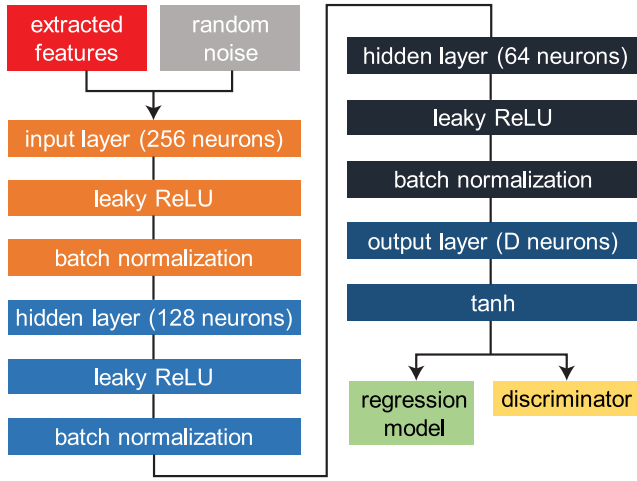 extracted
features
random
noise
input layer (256 neurons)
leaky ReLU
batch normalization
hidden layer (128 neurons)
leaky ReLU
batch normalization
hidden layer (64 neurons)
leaky ReLU
batch normalization
output layer (D neurons)
tanh
regression
model
discriminator